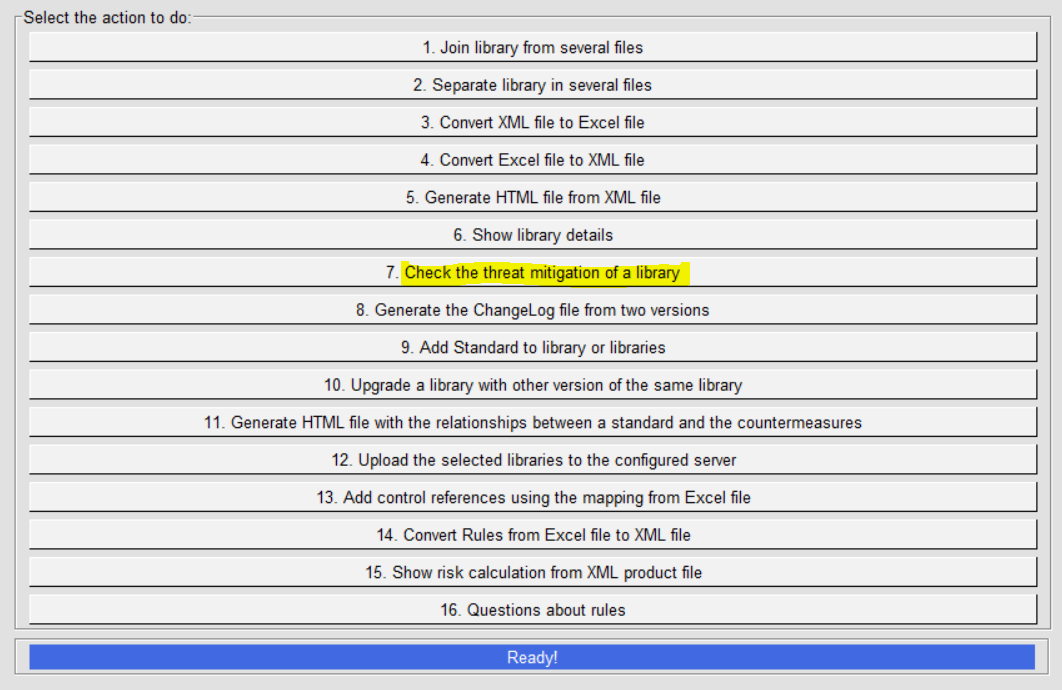 Select the action to do:
1. Join library from several files
2. Separate library in several files
3. Convert XML file to Excel file
4. Convert Excel file to XML file
5. Generate HTML file from XML file
6. Show library details
7. Check the threat mitigation of a library
8. Generate the ChangeLog file from two versions
9. Add Standard to library or libraries
10. Upgrade a library with other version of the same library
11. Generate HTML file with the relationships between a standard and the countermeasures
12. Upload the selected libraries to the configured server
13. Add control references using the mapping from Excel file
14. Convert Rules from Excel file to XML file
15. Show risk calculation from XML product file
16. Questions about rules
Ready!